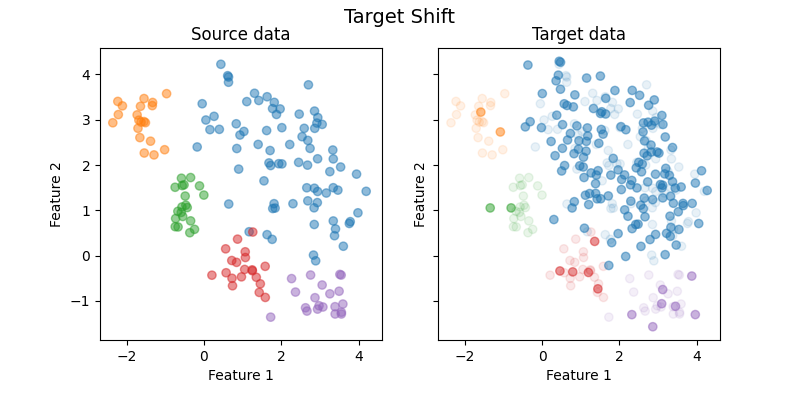 Target Shift
Source data
Target data
4
3
2
1
0
−1
−2 0 2 4
−2 0 2 4
Feature 2
Feature 2
Feature 1
Feature 1